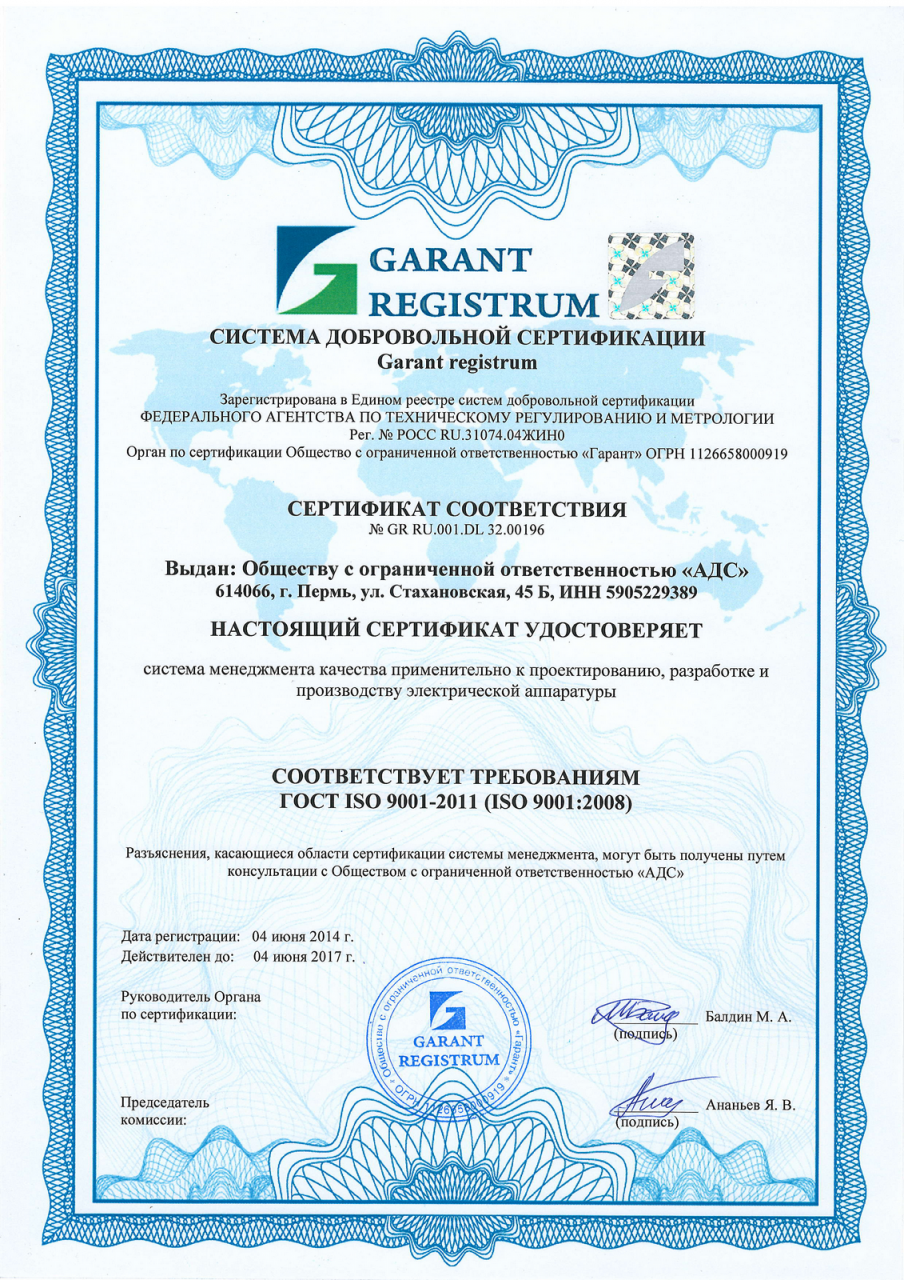 GARANT
REGISTRUM
СИСТЕМА ДОБРОВОЛЬНОЙ СЕРТИФИКАЦИИ
Garant registrum
Зарегистрирована в Едином реестре систем добровольной сертификации
ФЕДЕРАЛЬНОГО АГЕНТСТВА ПО ТЕХНИЧЕСКОМУ РЕГУЛИРОВАНИЮ И МЕТРОЛОГИИ
Рег. № РОСС RU.31074.04ЖИН0
Орган по сертификации Общество с ограниченной ответственностью «Гарант» ОГРН 1126658000919
СЕРТИФИКАТ СООТВЕТСТВИЯ
№ GR RU.001.DL 32.00196
Выдан: Обществу с ограниченной ответственностью «АДС»
614066, г. Пермь, ул. Стахановская, 45 Б, ИНН 5905229389
НАСТОЯЩИЙ СЕРТИФИКАТ УДОСТОВЕРЯЕТ
система менеджмента качества применительно к проектированию, разработке и
производству электрической аппаратуры
СООТВЕТСТВУЕТ ТРЕБОВАНИЯМ
ГОСТ ISO 9001-2011 (ISO 9001:2008)
Разъяснения, касающиеся области сертификации системы менеджмента, могут быть получены путем
консультации с Обществом с ограниченной ответственностью «АДС»
Дата регистрации: 04 июня 2014 г.
Действителен до: 04 июня 2017 г.
Руководитель Органа
по сертификации:
Балдин М. А.
(подпись)
Общество с ограниченной ответственностью «Гарант»
GARANT
REGISTRUM
ОГРН 1126658000919
Председатель
комиссии:
Ананьев Я. В.
(подпись)